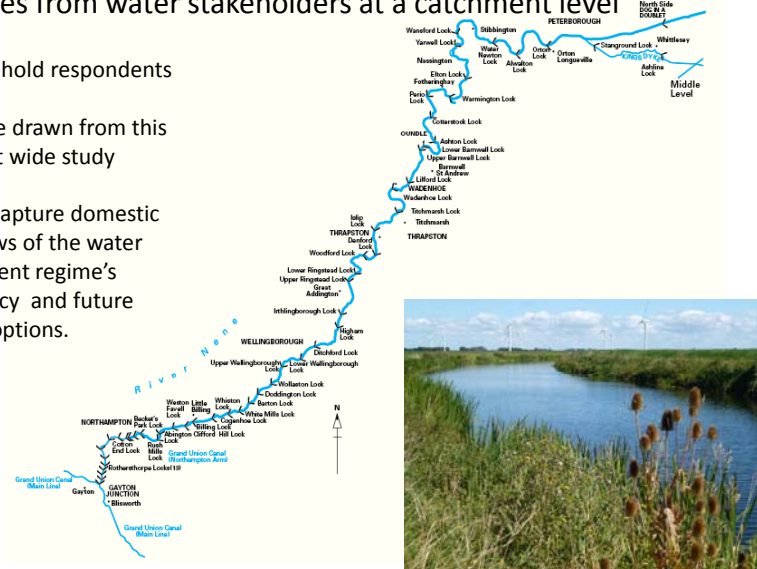 es from water stakeholders at a catchment level
hold respondents
e drawn from this
t wide study
apture domestic
ws of the water
ent regime's
cy and future
options.
North Side
DOG IN A
DOUBLET
PETERBOROUGH
Wansford Lock
Stibbington
Yarwell Lock
Water
Newton
Lock
Alwalton
Lock
Orton
Lock
Orton
Longueville
Stanground Lock
Whittlesey
KINGS DYKE
Ashline
Lock
Middle
Level
Nassington
Elton Lock
Fotheringhay
Perio
Lock
Warmington Lock
Cotterstock Lock
OUNDLE
Ashton Lock
Lower Barnwell Lock
Upper Barnwell Lock
Barnwell
St Andrew
Lilford Lock
WADENHOE
Wadenhoe Lock
Titchmarsh Lock
Titchmarsh
Islip
Lock
THRAPSTON
Denford
Lock
THRAPSTON
Woodford Lock
Lower Ringstead Lock
Upper Ringstead Lock
Great
Addington
Irthlingborough Lock
Higham
Lock
WELLINGBOROUGH
Ditchford Lock
Upper Wellingborough
Lock
Lower Wellingborough
Lock
River Nene
Wollaston Lock
Doddington Lock
Barton Lock
White Mills Lock
Whiston
Lock
Cogenhoe Lock
Weston
Favell
Lock
Little
Billing
Billing Lock
Clifford Hill Lock
NORTHAMPTON
Becket's
Park Lock
Abington
Lock
Cotton
End Lock
Rush
Mills
Lock
Grand Union Canal
(Northampton Arm)
N
Rothersthorpe Locks(13)
Grand Union Canal
(Main Line)
Gayton
GAYTON
JUNCTION
Blisworth
Grand Union Canal
(Main Line)